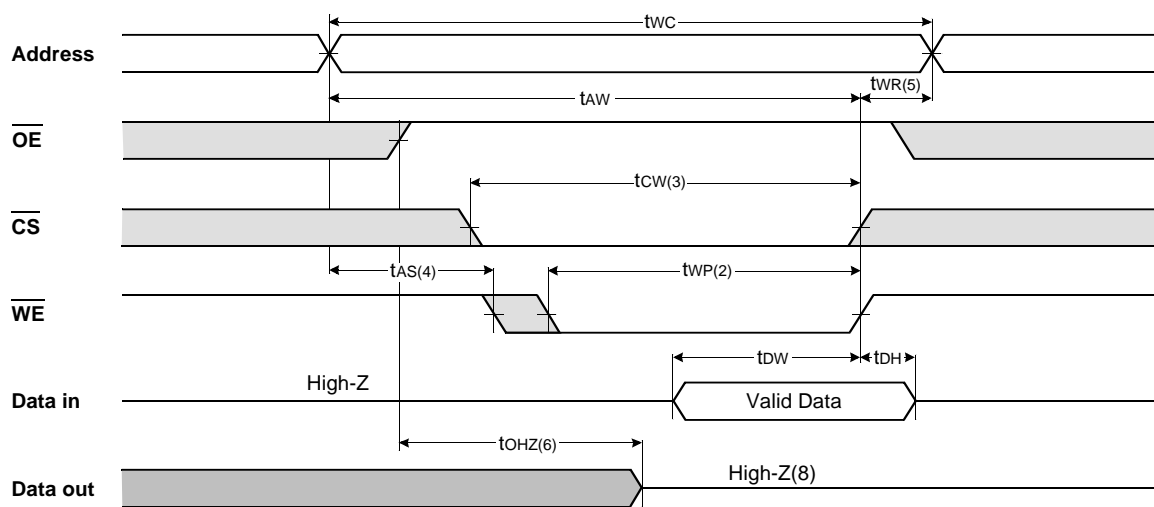 tWC
Address
tWR(5)
tAW
OE
tCW(3)
CS
tAS(4)
tWP(2)
WE
tDW
tDH
High-Z
Data in
Valid Data
tOHZ(6)
High-Z(8)
Data out